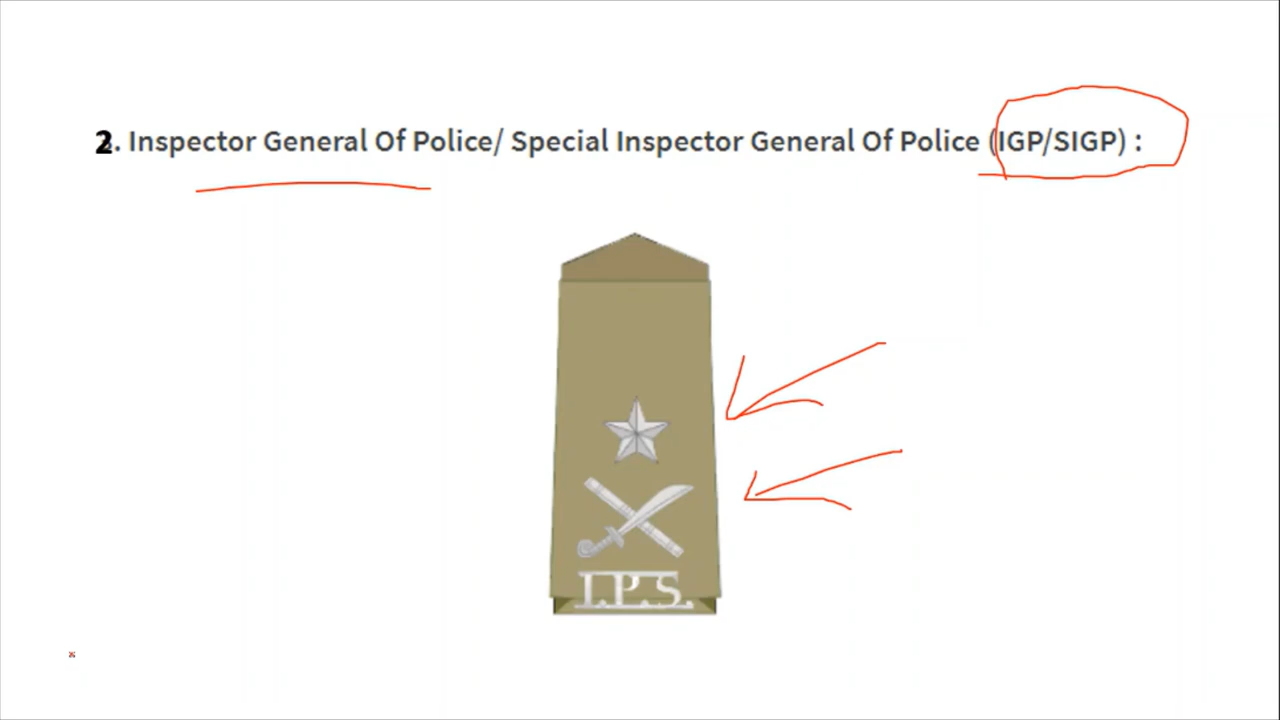 2. Inspector General Of Police/ Special Inspector General Of Police (IGP/SIGP) :
I.P.S.